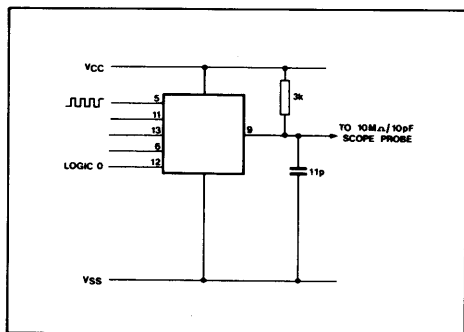 VCC
3k
5
11
13
9
6
LOGIC 0
12
TO 10MΩ/10pF
SCOPE PROBE
11p
VSS